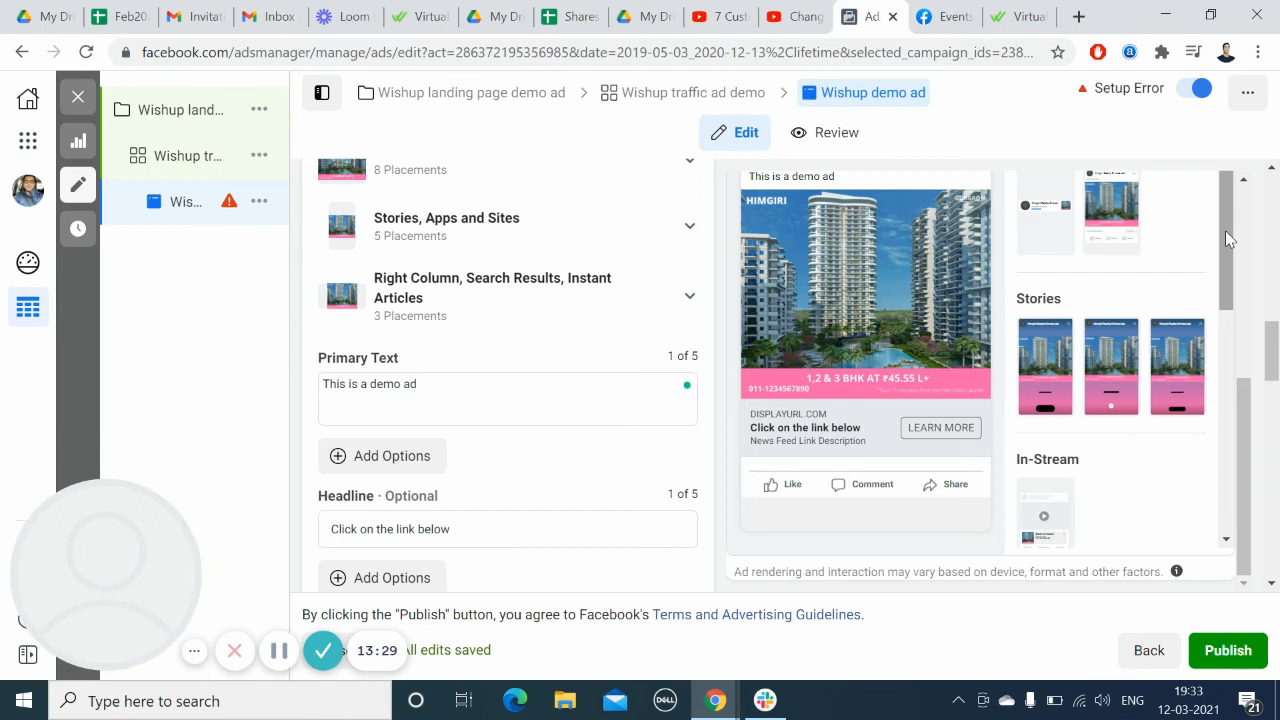 My Dri
Feb20
Invitati
Inbox
Loom
Virtual
My Dri
Shares
My Dri
7 Cust
Chang
Ad
Events
Virtual
facebook.com/adsmanager/manage/ads/edit?act=286372195356985&date=2019-05-03_2020-12-13%2Clifetime&selected_campaign_ids=238...
Wishup landing page demo ad
Wishup traffic ad demo
Wishup demo ad
Setup Error
Edit
Review
Wishup land...
Wishup tr...
Wis...
8 Placements
Stories, Apps and Sites
5 Placements
Right Column, Search Results, Instant
Articles
3 Placements
Primary Text
1 of 5
This is a demo ad
Add Options
Headline · Optional
1 of 5
Click on the link below
Add Options
This is a demo ad
HIMGIRI
GURGAON
1,2 & 3 BHK AT ₹45.55 L+
011-1234567890
DISPLAYURL.COM
Click on the link below
News Feed Link Description
LEARN MORE
Like
Comment
Share
Stories
In-Stream
Ad rendering and interaction may vary based on device, format and other factors.
By clicking the "Publish" button, you agree to Facebook's Terms and Advertising Guidelines.
13:29
All edits saved
Back
Publish
Type here to search
DELL
ENG
19:33
12-03-2021
21